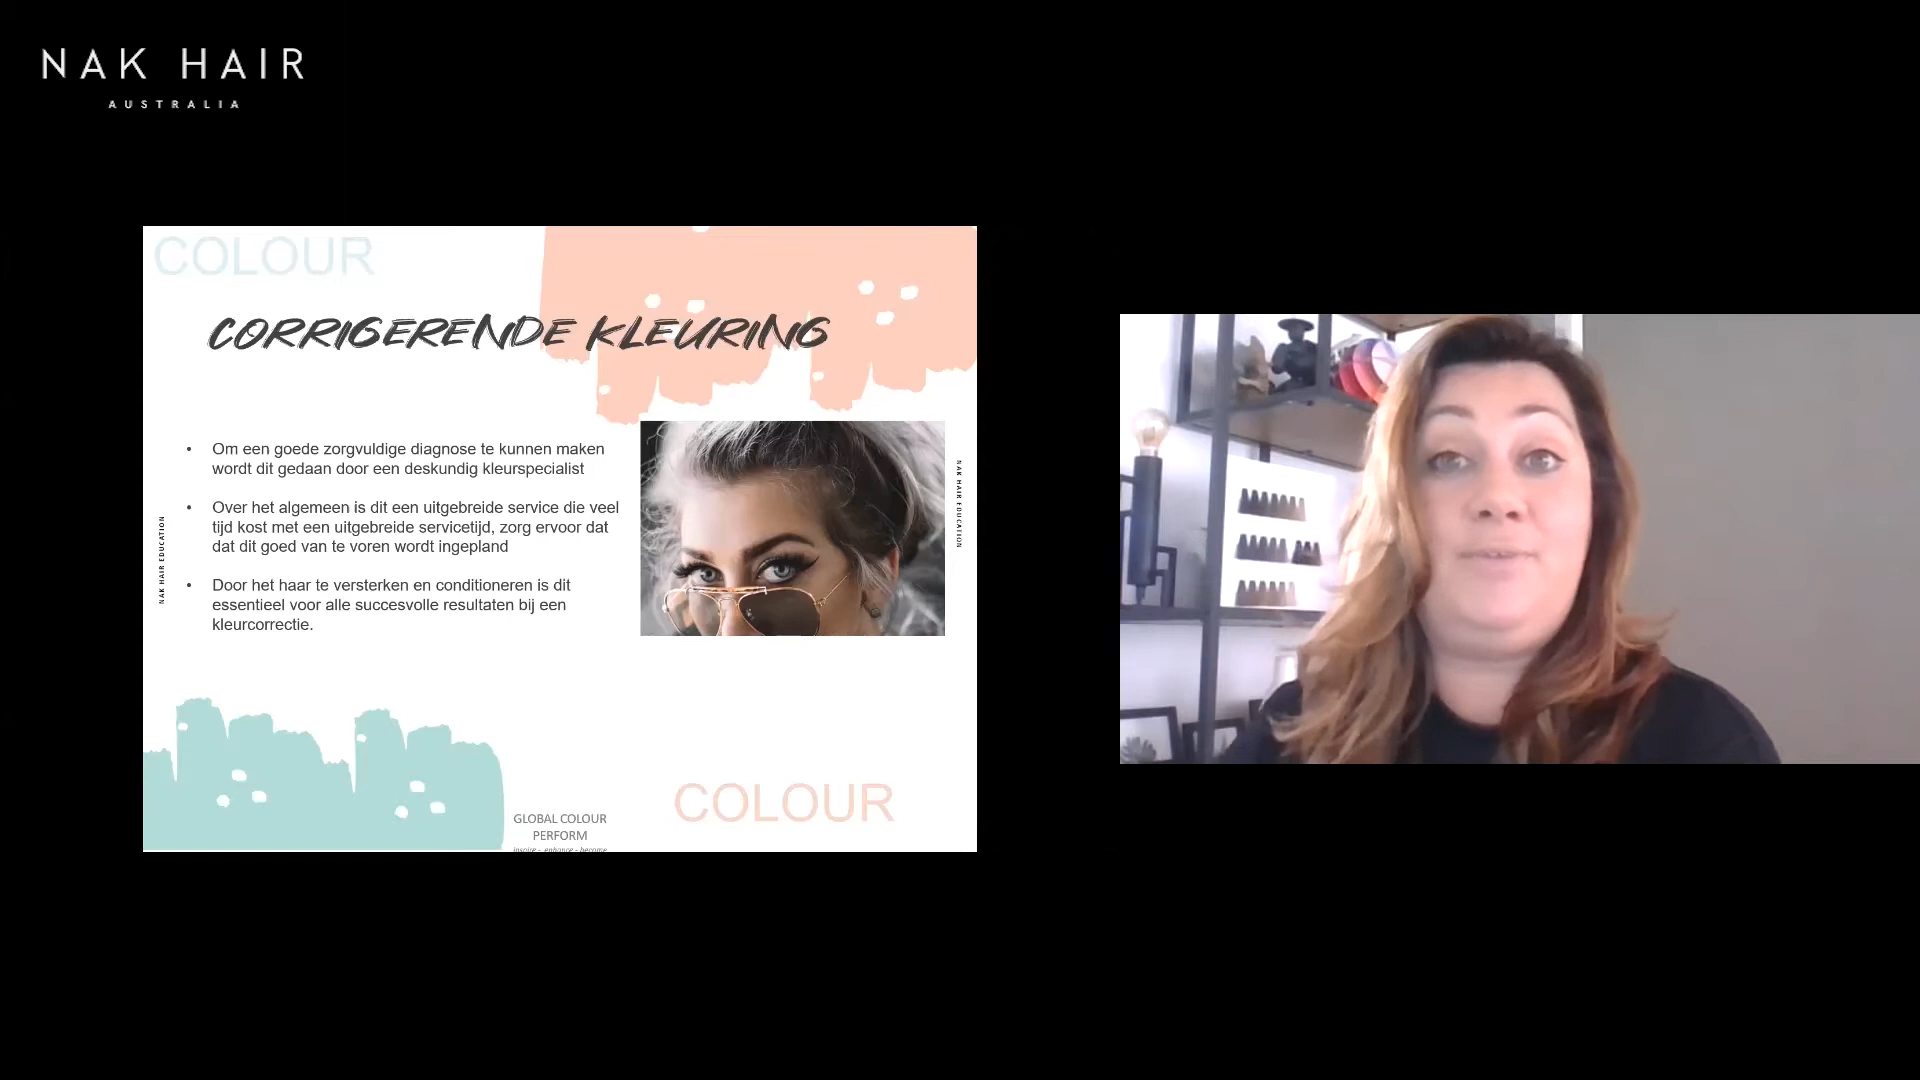 NAK HAIR
AUSTRALIA
COLOUR
CORRIGERENDE KLEURING
• Om een goede zorgvuldige diagnose te kunnen maken
wordt dit gedaan door een deskundig kleurspecialist
• Over het algemeen is dit een uitgebreide service die veel
tijd kost met een uitgebreide servicetijd, zorg ervoor dat
dat dit goed van te voren wordt ingepland
• Door het haar te versterken en conditioneren is dit
essentieel voor alle succesvolle resultaten bij een
kleurcorrectie.
NAK HAIR EDUCATION
NAK HAIR EDUCATION
COLOUR
GLOBAL COLOUR
PERFORM
inspire - enhance - become